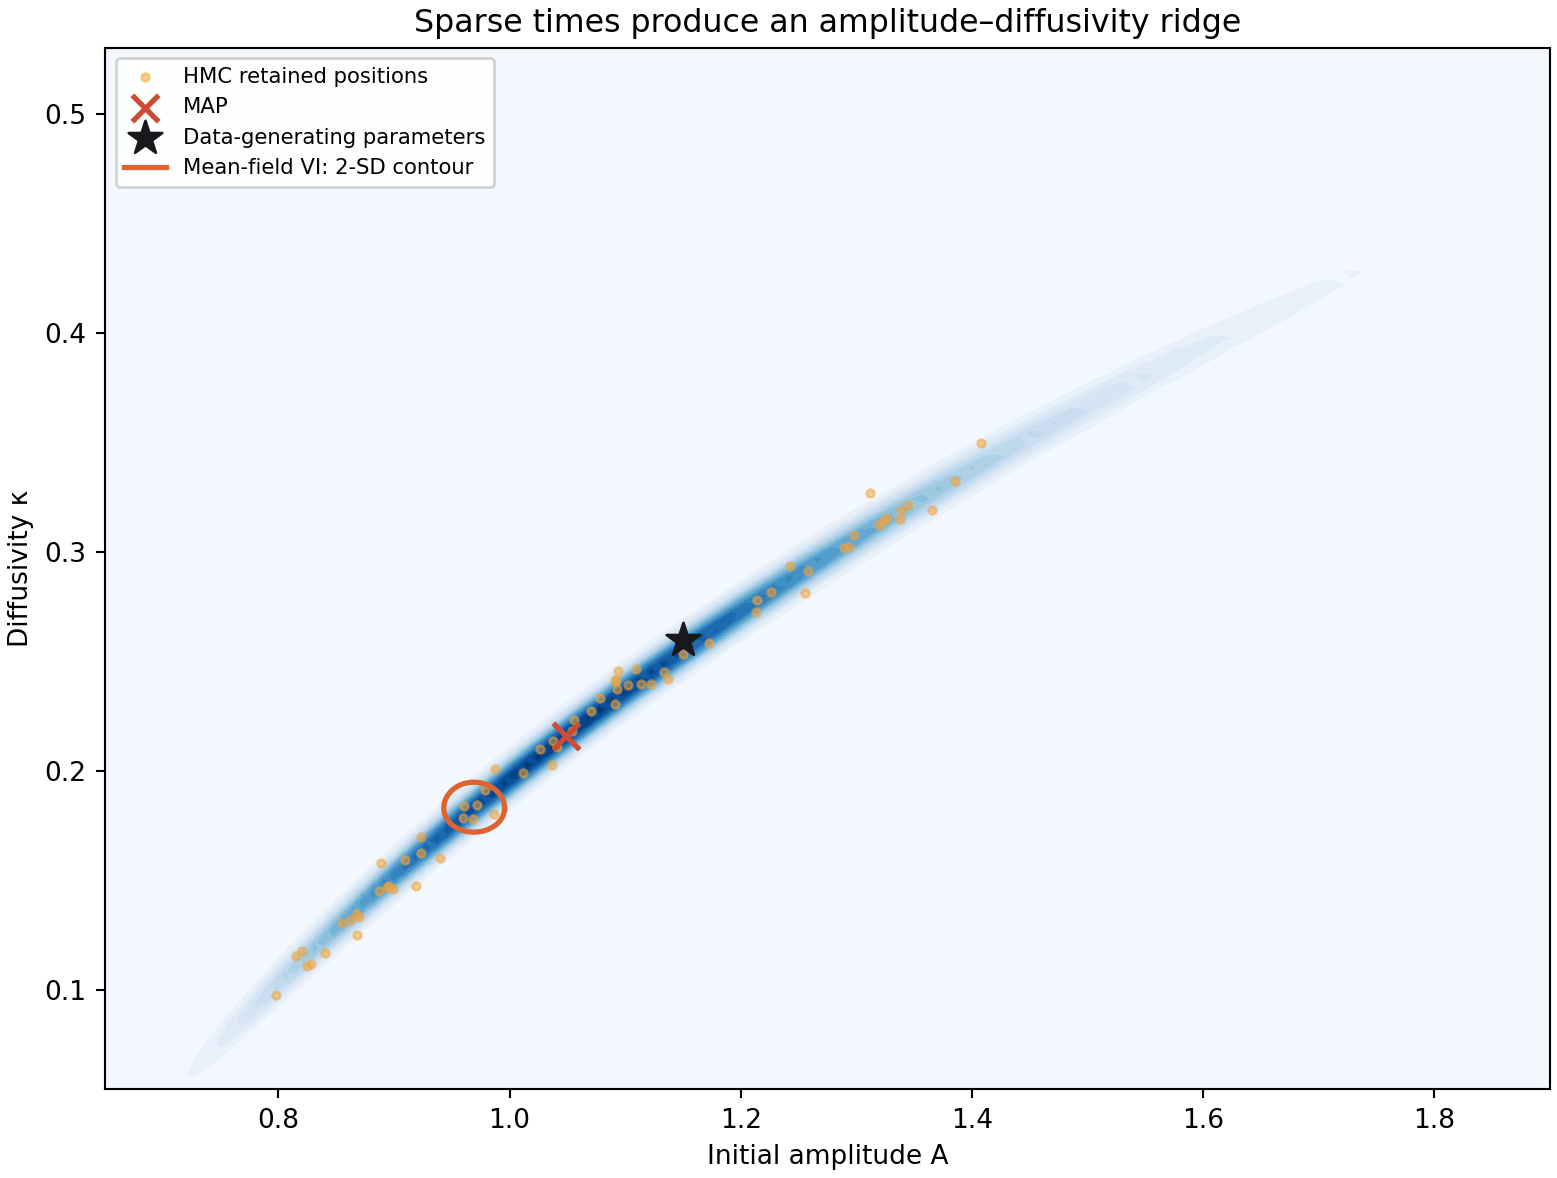 Sparse times produce an amplitude–diffusivity ridge
HMC retained positions
MAP
Data-generating parameters
Mean-field VI: 2-SD contour
Diffusivity κ
0.5
0.4
0.3
0.2
0.1
0.8 1.0 1.2 1.4 1.6 1.8
Initial amplitude A